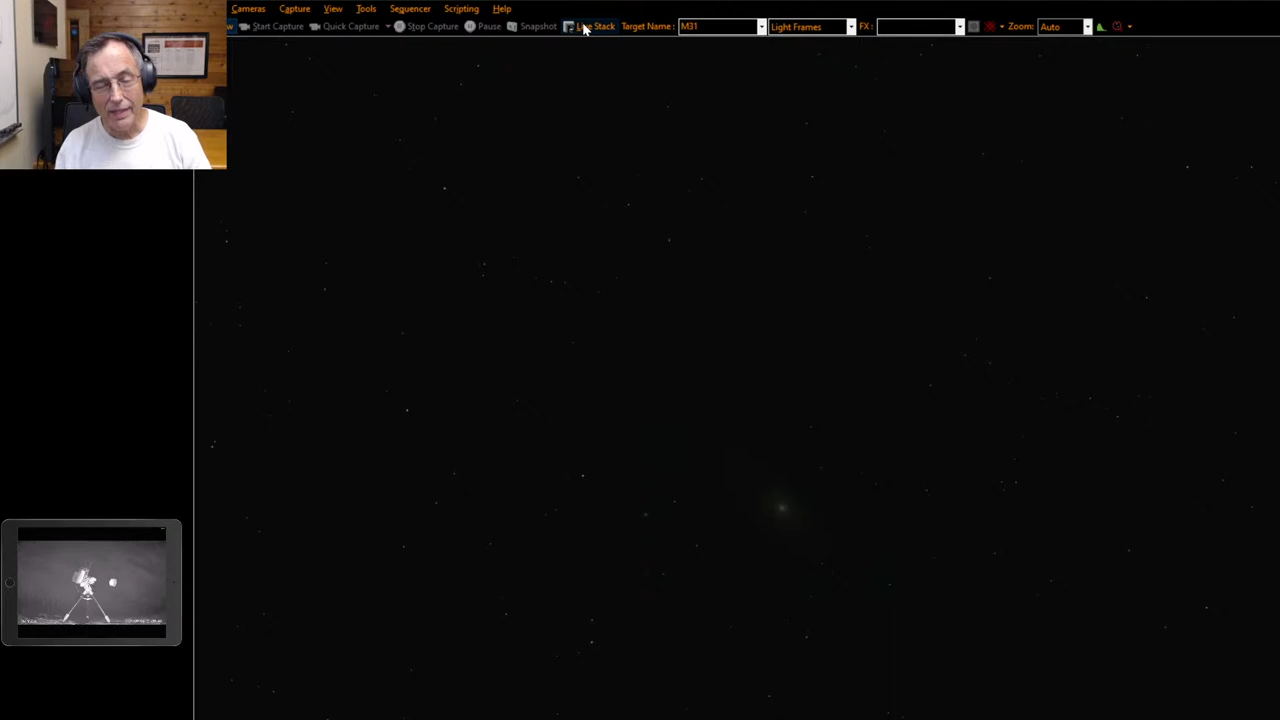 Cameras Capture View Tools Sequencer Scripting Help
Start Capture Quick Capture Stop Capture Pause Snapshot Live Stack Target Name : M31 Light Frames FX : Zoom: Auto